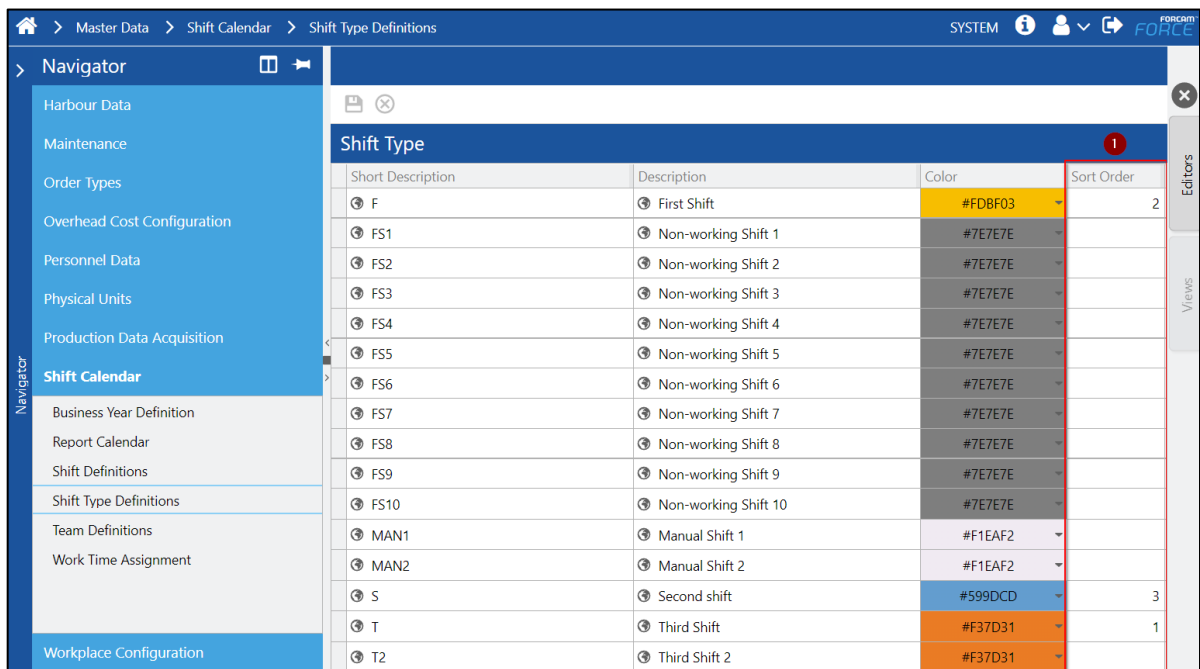 Master Data > Shift Calendar > Shift Type Definitions SYSTEM FORCAM FORCE
Navigator
Harbour Data
Maintenance
Order Types
Overhead Cost Configuration
Personnel Data
Physical Units
Production Data Acquisition
Shift Calendar
Business Year Definition
Report Calendar
Shift Definitions
Shift Type Definitions
Team Definitions
Work Time Assignment
Workplace Configuration
Navigator
Shift Type 1
Short Description Description Color Sort Order
F First Shift #FDBF03 2
FS1 Non-working Shift 1 #7E7E7E
FS2 Non-working Shift 2 #7E7E7E
FS3 Non-working Shift 3 #7E7E7E
FS4 Non-working Shift 4 #7E7E7E
FS5 Non-working Shift 5 #7E7E7E
FS6 Non-working Shift 6 #7E7E7E
FS7 Non-working Shift 7 #7E7E7E
FS8 Non-working Shift 8 #7E7E7E
FS9 Non-working Shift 9 #7E7E7E
FS10 Non-working Shift 10 #7E7E7E
MAN1 Manual Shift 1 #F1EAF2
MAN2 Manual Shift 2 #F1EAF2
S Second shift #599DCD 3
T Third Shift #F37D31 1
T2 Third Shift 2 #F37D31
Editors
Views